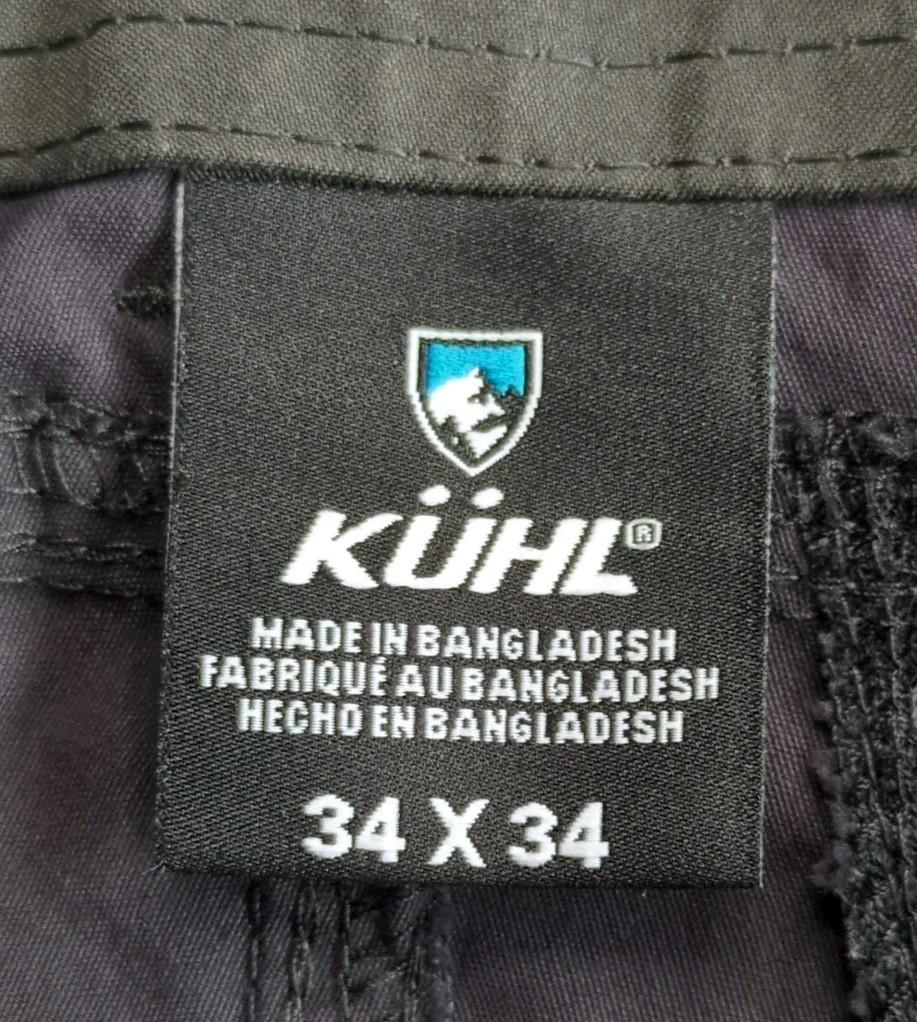 KÜHL®
MADE IN BANGLADESH
FABRIQUÉ AU BANGLADESH
HECHO EN BANGLADESH
34 X 34